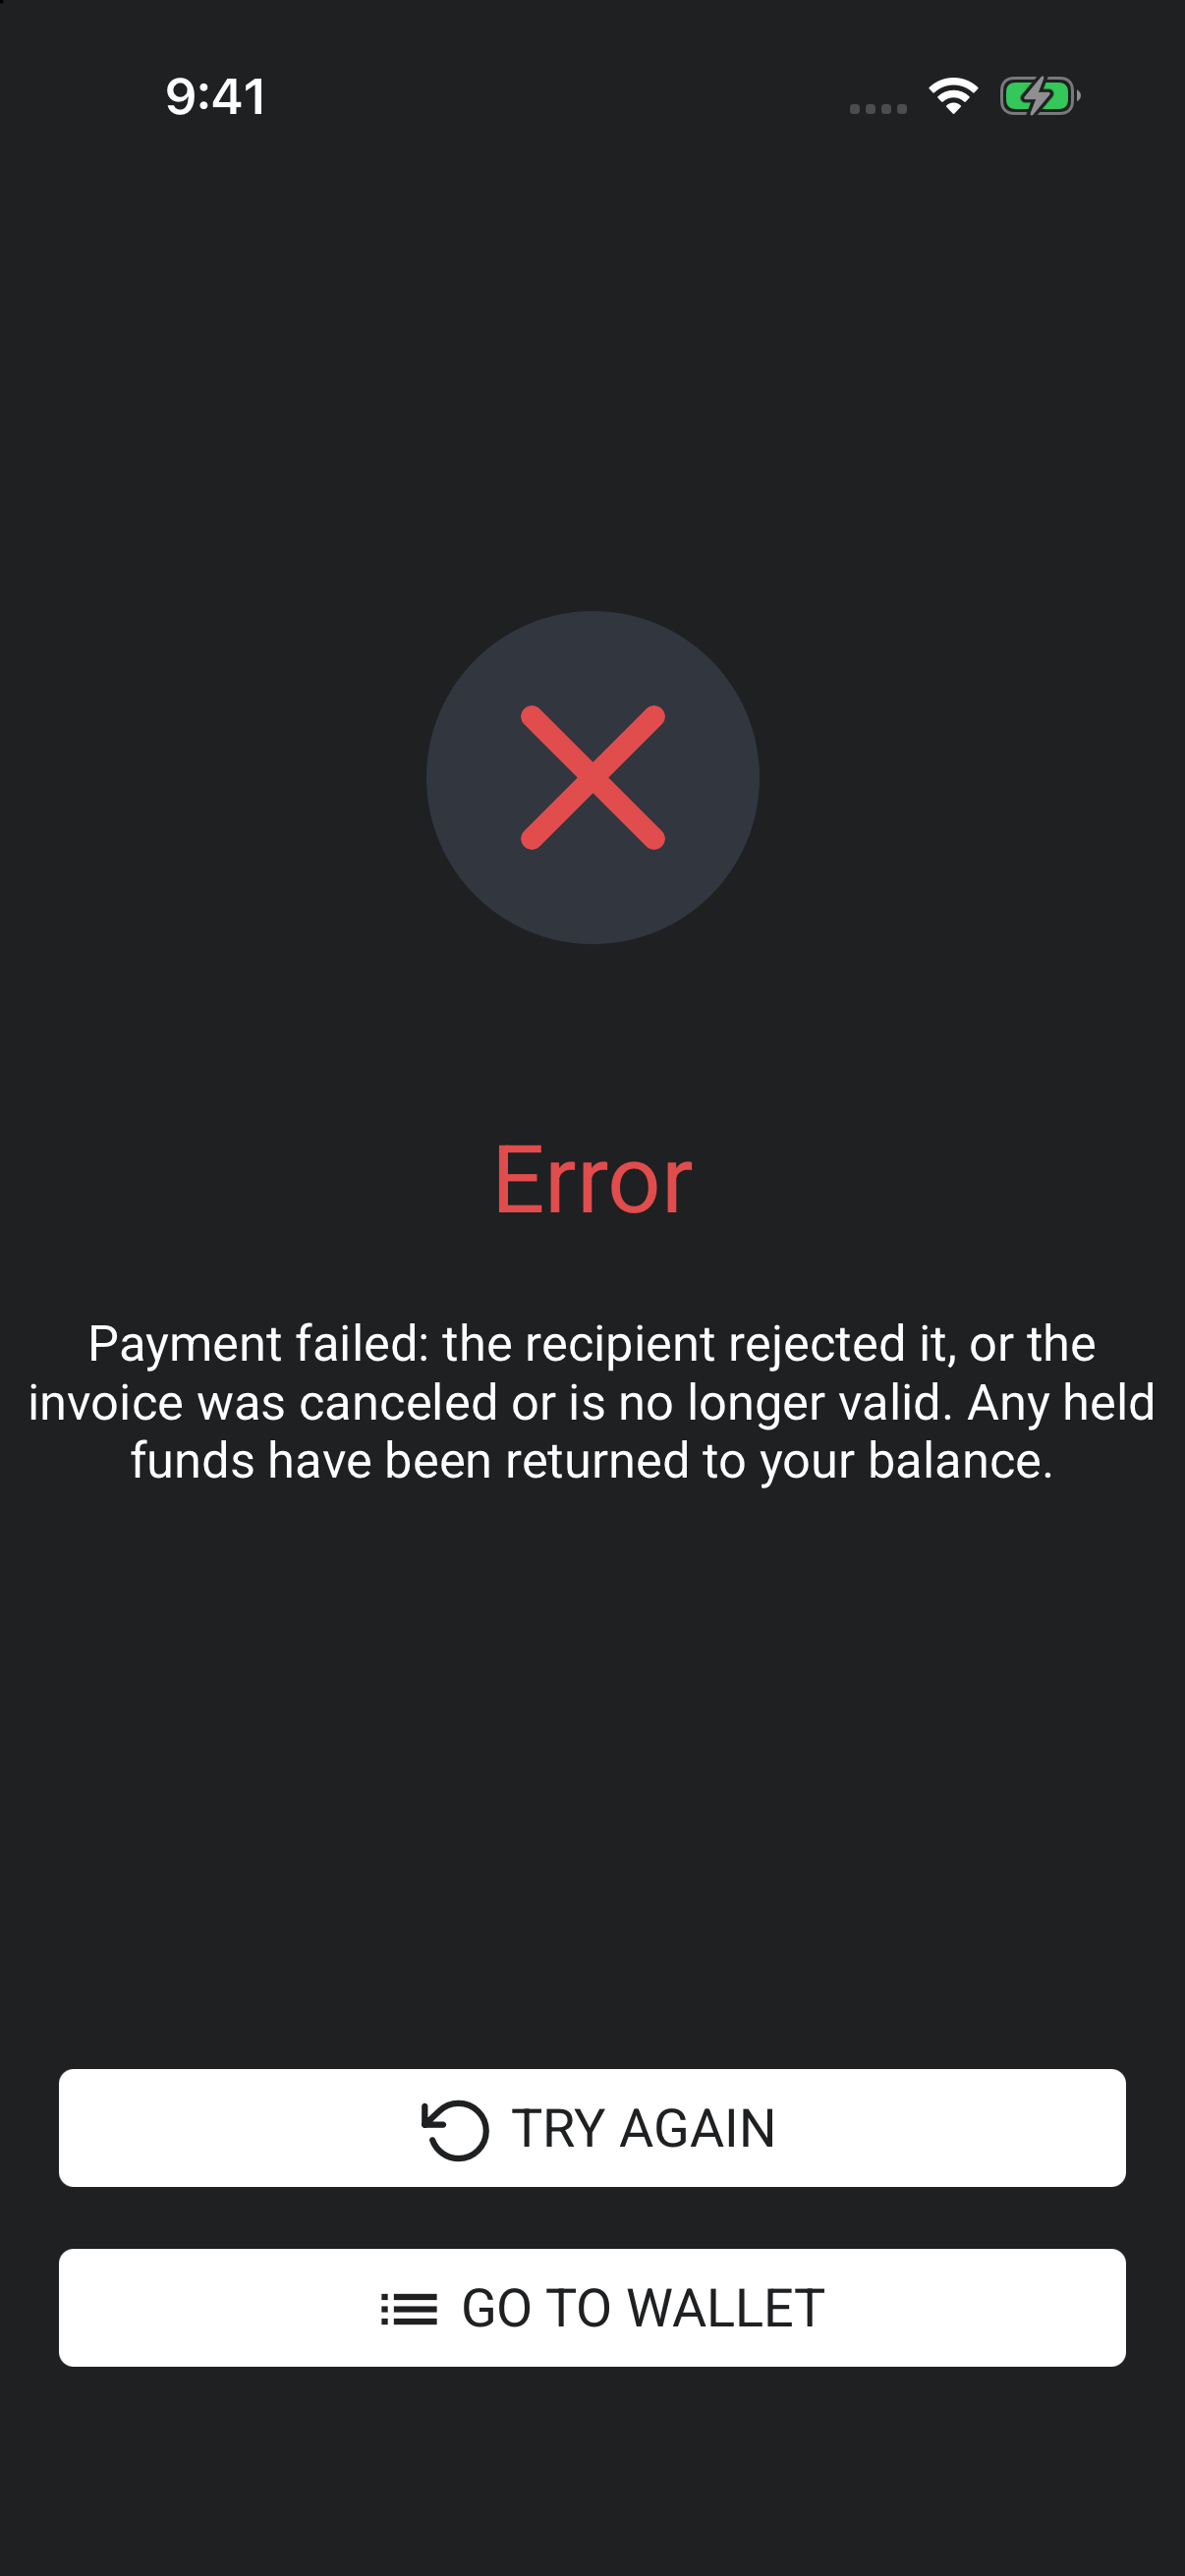 9:41
Error
Payment failed: the recipient rejected it, or the
invoice was canceled or is no longer valid. Any held
funds have been returned to your balance.
TRY AGAIN
GO TO WALLET